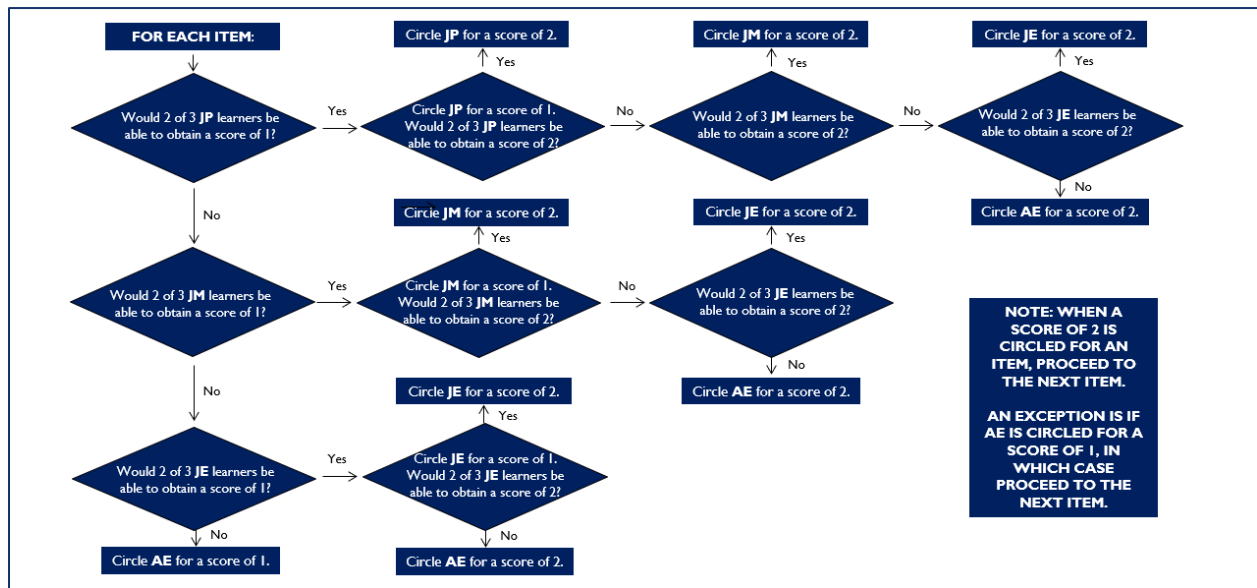 FOR EACH ITEM:
Circle JP for a score of 2.
Circle JM for a score of 2.
Circle JE for a score of 2.
Yes
Yes
Yes
Would 2 of 3 JP learners be
able to obtain a score of 1?
Yes
Circle JP for a score of 1.
Would 2 of 3 JP learners be
able to obtain a score of 2?
No
Would 2 of 3 JM learners be
able to obtain a score of 2?
No
Would 2 of 3 JE learners be
able to obtain a score of 2?
No
No
Circle AE for a score of 2.
Circle JM for a score of 2.
Circle JE for a score of 2.
Yes
Yes
Would 2 of 3 JM learners be
able to obtain a score of 1?
Yes
Circle JM for a score of 1.
Would 2 of 3 JM learners be
able to obtain a score of 2?
No
Would 2 of 3 JE learners be
able to obtain a score of 2?
No
No
Circle AE for a score of 2.
Circle JE for a score of 2.
Yes
Would 2 of 3 JE learners be
able to obtain a score of 1?
Yes
Circle JE for a score of 1.
Would 2 of 3 JE learners be
able to obtain a score of 2?
No
No
Circle AE for a score of 1.
Circle AE for a score of 2.
NOTE: WHEN A
SCORE OF 2 IS
CIRCLED FOR AN
ITEM, PROCEED TO
THE NEXT ITEM.
AN EXCEPTION IS IF
AE IS CIRCLED FOR A
SCORE OF 1, IN
WHICH CASE
PROCEED TO THE
NEXT ITEM.